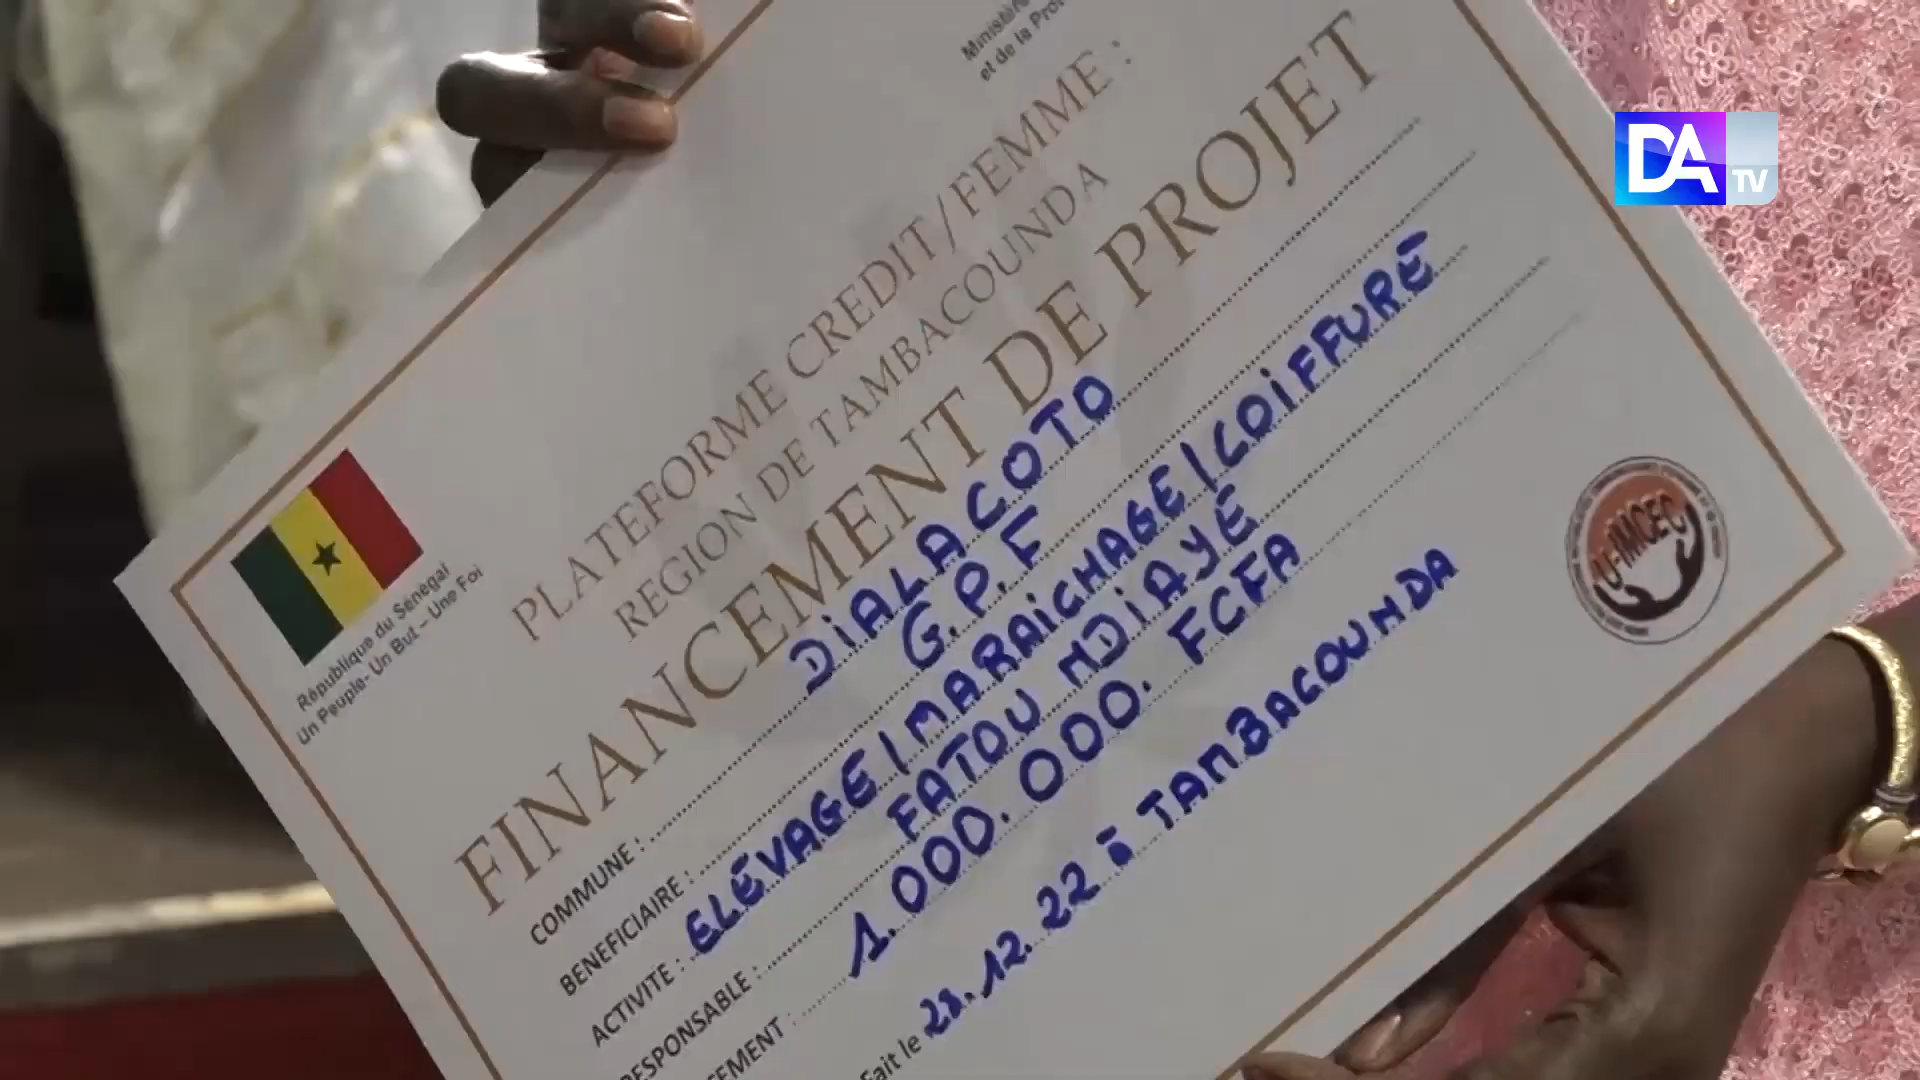 Ministère
et de la
PLATEFORME CREDIT/FEMME :
REGION DE TAMBACOUNDA
FINANCEMENT DE PROJET
République du Sénégal
Un Peuple- Un But – Une Foi
COMMUNE : DiALACOTO
BENEFICIAIRE : G.P.F
ACTIVITE : ELEVAGE/MARAiCHAGE/COiFFURE
RESPONSABLE : FATOU NDiAYE
1.000.000. FCFA
Fait le 28.12.22 à TAMBACOUNDA
U-IMCEC
DA TV